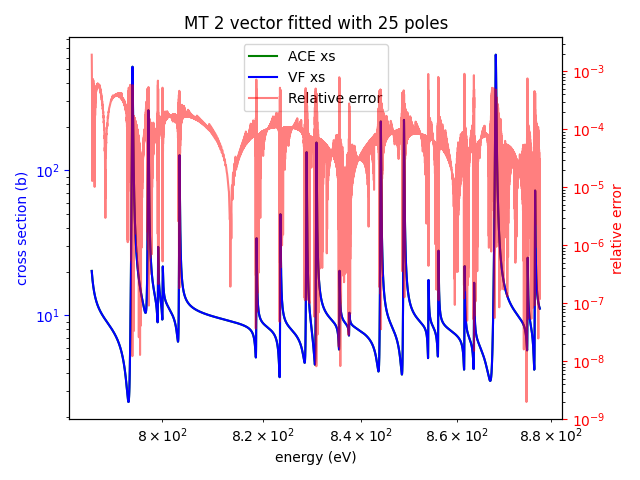 MT 2 vector fitted with 25 poles
ACE xs
VF xs
Relative error
cross section (b)
10²
10¹
10⁻³
10⁻⁴
10⁻⁵
10⁻⁶
10⁻⁷
10⁻⁸
10⁻⁹
relative error
8 × 10² 8.2 × 10² 8.4 × 10² 8.6 × 10² 8.8 × 10²
energy (eV)